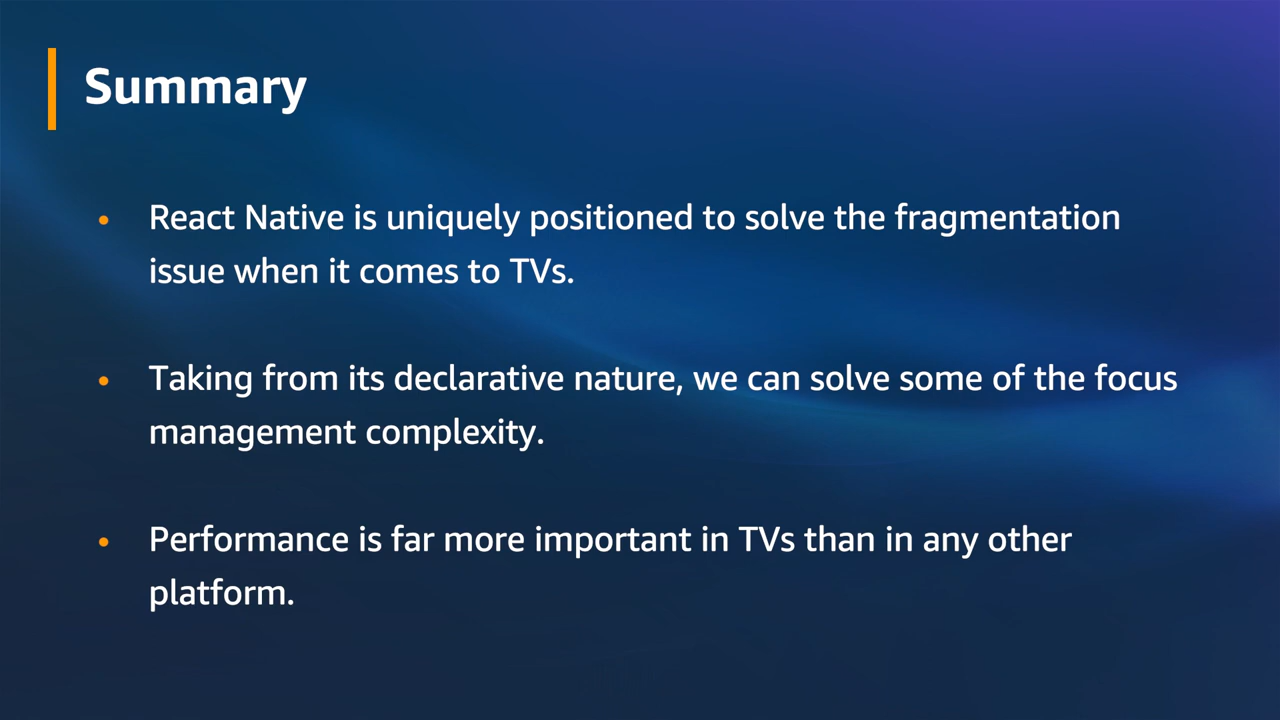 Summary
• React Native is uniquely positioned to solve the fragmentation
issue when it comes to TVs.
• Taking from its declarative nature, we can solve some of the focus
management complexity.
• Performance is far more important in TVs than in any other
platform.